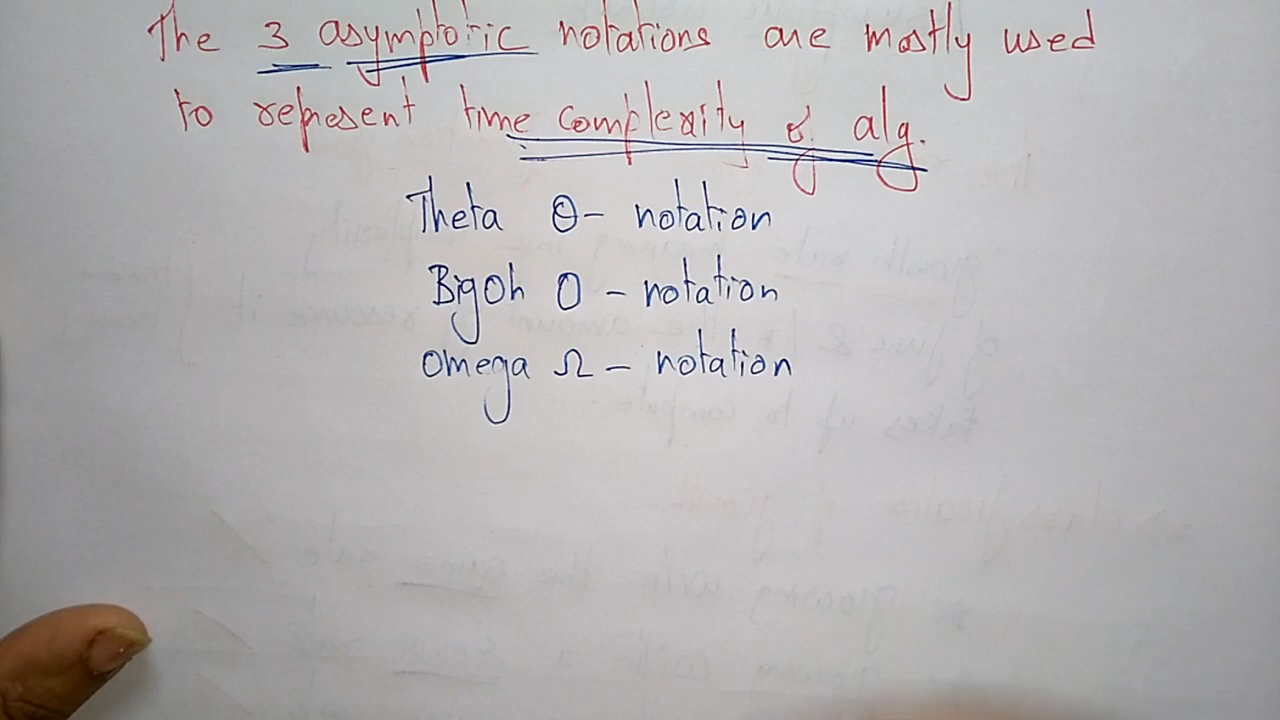 The 3 asymptotic notations are mostly used
to represent time complexity of alg.
Theta θ- notation
BigOh O - notation
Omega Ω - notation